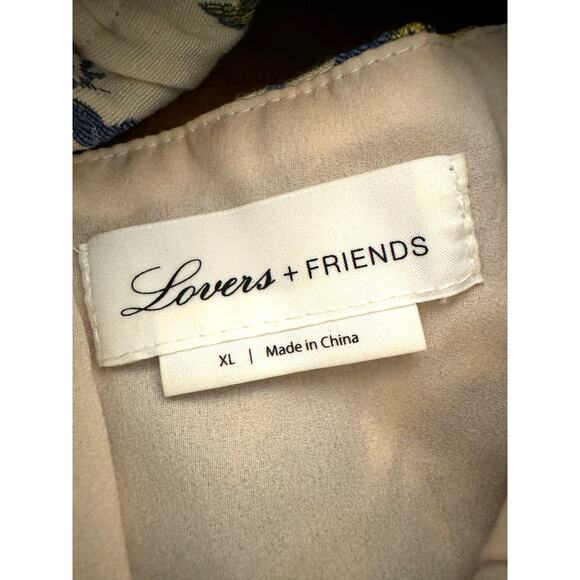 Lovers + FRIENDS
XL | Made in China